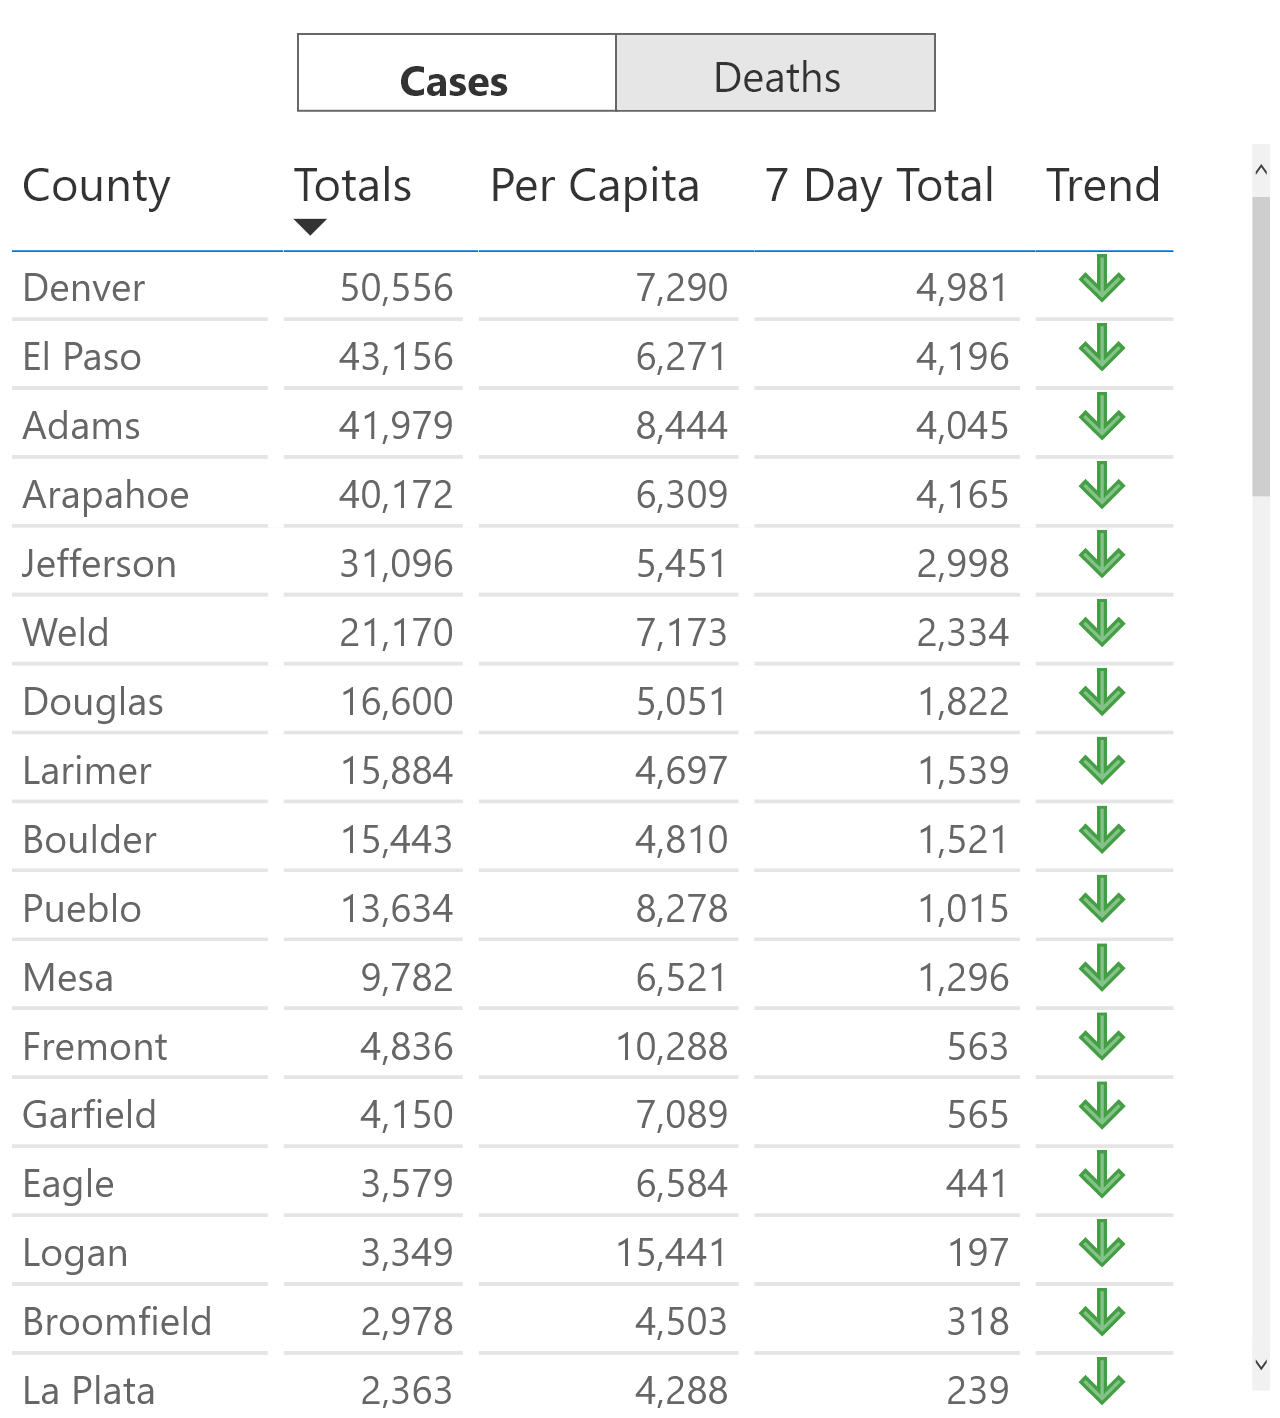 Cases Deaths
County Totals Per Capita 7 Day Total Trend
Denver 50,556 7,290 4,981
El Paso 43,156 6,271 4,196
Adams 41,979 8,444 4,045
Arapahoe 40,172 6,309 4,165
Jefferson 31,096 5,451 2,998
Weld 21,170 7,173 2,334
Douglas 16,600 5,051 1,822
Larimer 15,884 4,697 1,539
Boulder 15,443 4,810 1,521
Pueblo 13,634 8,278 1,015
Mesa 9,782 6,521 1,296
Fremont 4,836 10,288 563
Garfield 4,150 7,089 565
Eagle 3,579 6,584 441
Logan 3,349 15,441 197
Broomfield 2,978 4,503 318
La Plata 2,363 4,288 239